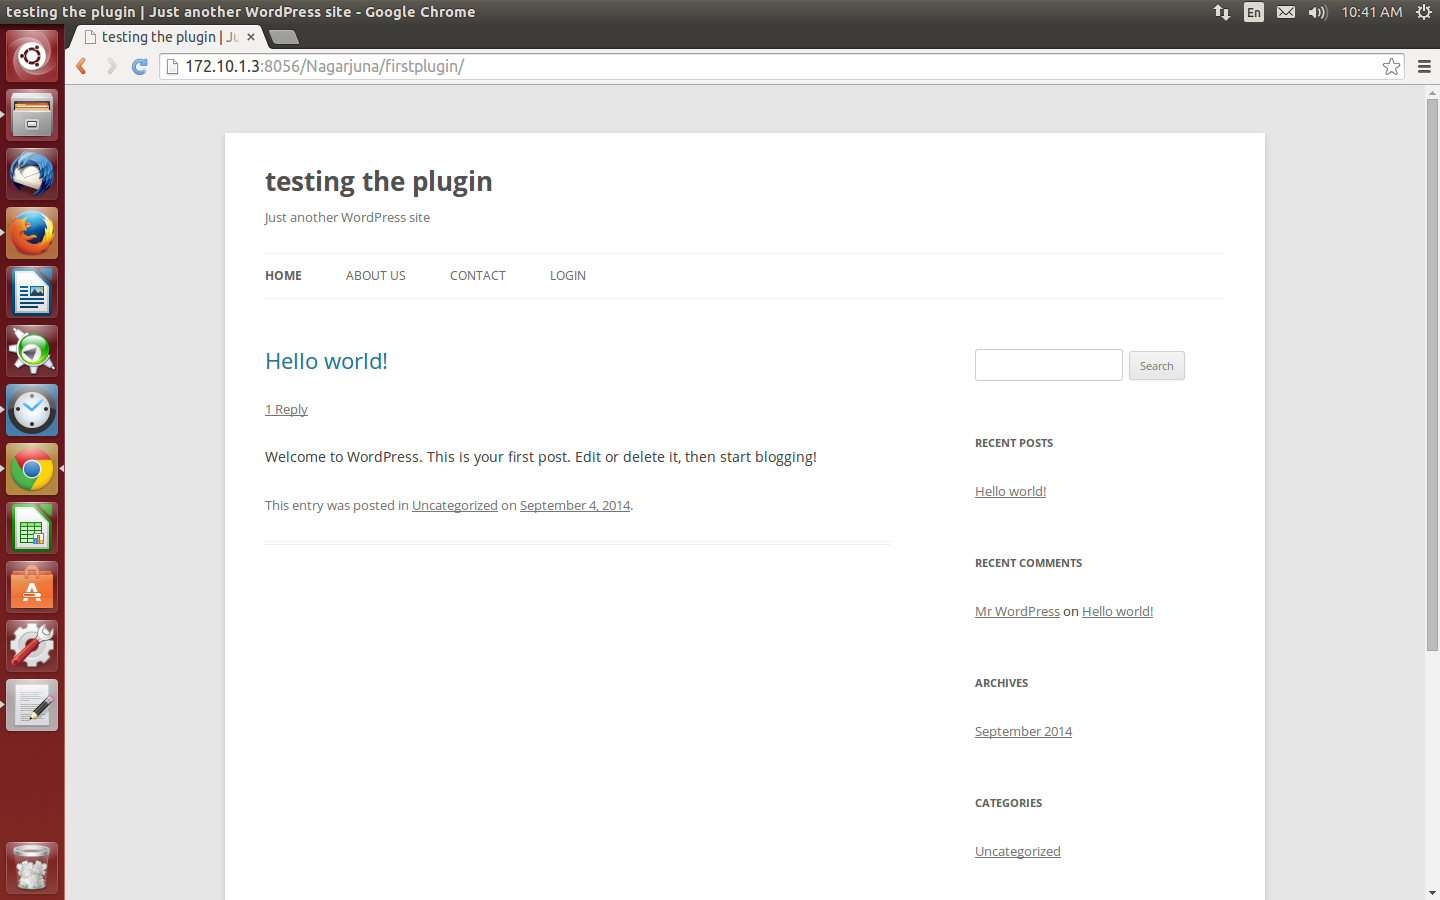 testing the plugin | Just another WordPress site - Google Chrome
En
10:41 AM
testing the plugin | Ju
172.10.1.3:8056/Nagarjuna/firstplugin/
testing the plugin
Just another WordPress site
HOME ABOUT US CONTACT LOGIN
Hello world!
1 Reply
Welcome to WordPress. This is your first post. Edit or delete it, then start blogging!
This entry was posted in Uncategorized on September 4, 2014.
Search
RECENT POSTS
Hello world!
RECENT COMMENTS
Mr WordPress on Hello world!
ARCHIVES
September 2014
CATEGORIES
Uncategorized